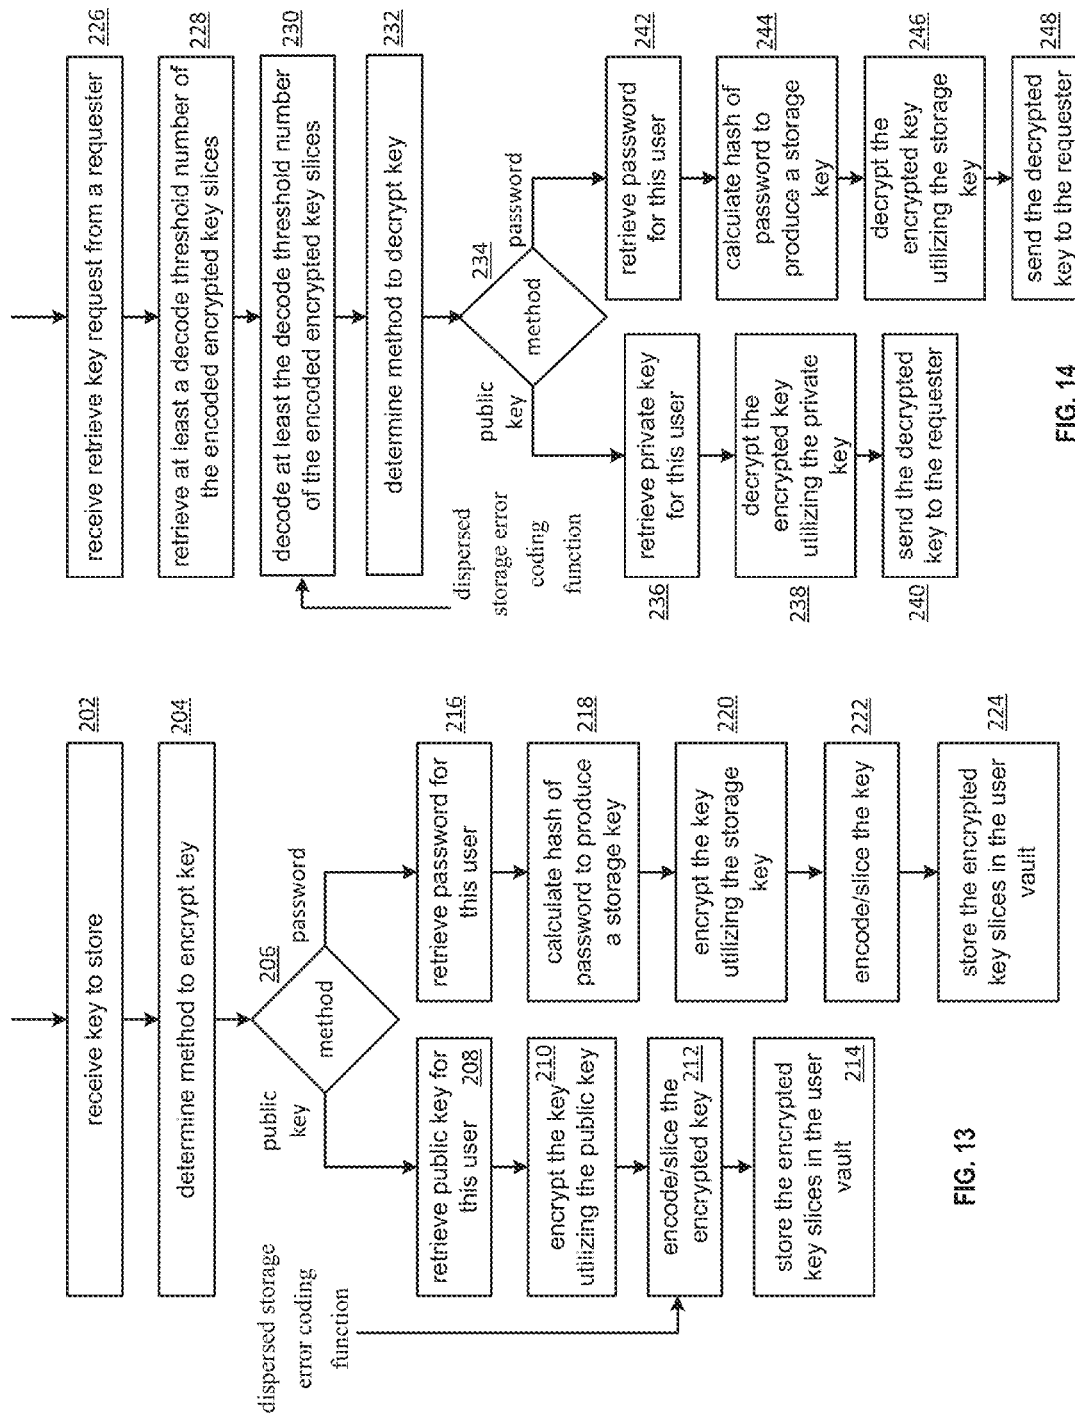 202
receive key to store
204
determine method to encrypt key
206
method
public
key
password
retrieve public key for
this user 208
210
encrypt the key
utilizing the public key
dispersed storage
error coding
function
encode/slice the
encrypted key 212
store the encrypted
key slices in the user
vault
214
216
retrieve password for
this user
218
calculate hash of
password to produce
a storage key
220
encrypt the key
utilizing the storage
key
222
encode/slice the key
224
store the encrypted
key slices in the user
vault
FIG. 13
226
receive retrieve key request from a requester
228
retrieve at least a decode threshold number of
the encoded encrypted key slices
230
decode at least the decode threshold number
of the encoded encrypted key slices
dispersed
storage error
coding
function
232
determine method to decrypt key
234
method
public
key
password
236
retrieve private key
for this user
238
decrypt the
encrypted key
utilizing the private
key
240
send the decrypted
key to the requester
242
retrieve password
for this user
244
calculate hash of
password to
produce a storage
key
246
decrypt the
encrypted key
utilizing the storage
key
248
send the decrypted
key to the requester
FIG. 14